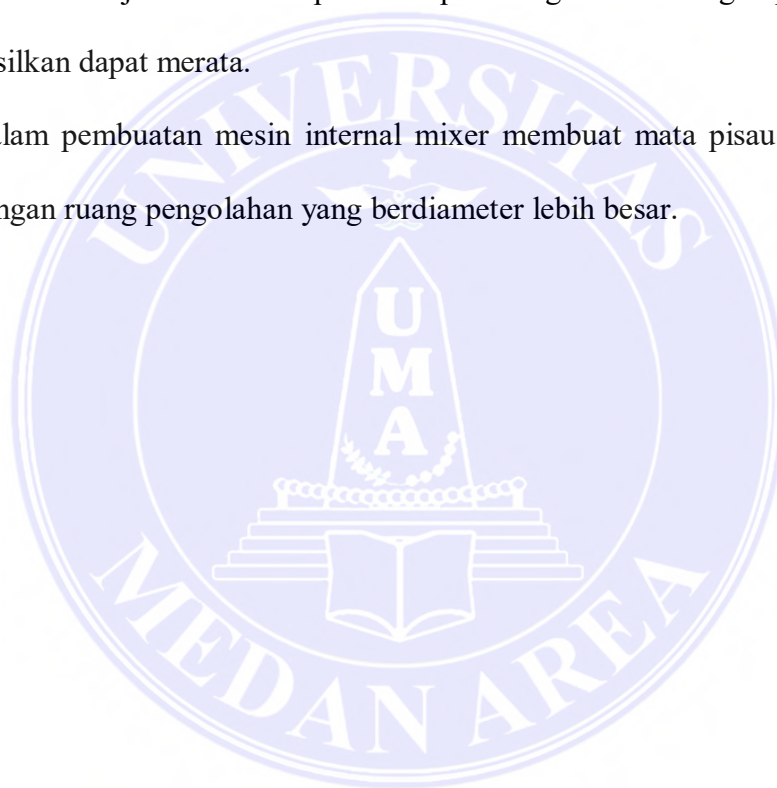 silkan dapat merata.
alam pembuatan mesin internal mixer membuat mata pisau
ngan ruang pengolahan yang berdiameter lebih besar.
UNIVERSITAS
UMA
MEDAN AREA